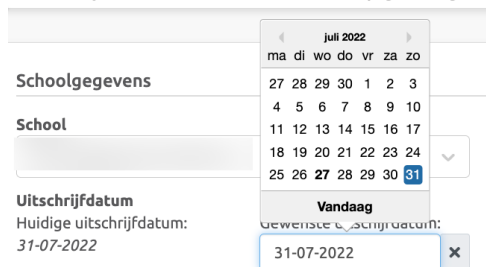 juli 2022
ma di wo do vr za zo
27 28 29 30 1 2 3
4 5 6 7 8 9 10
11 12 13 14 15 16 17
18 19 20 21 22 23 24
25 26 27 28 29 30 31
Vandaag
Schoolgegevens
School
Uitschrijfdatum
Huidige uitschrijfdatum:
31-07-2022
Gewenste uitschrijfdatum:
31-07-2022